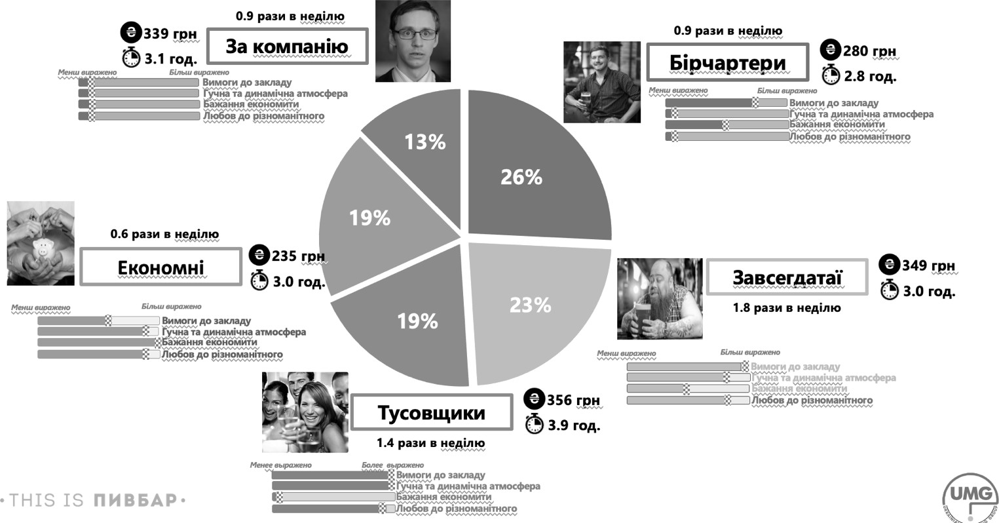 0.9 рази в неділю
339 грн
За компанію
3.1 год.
Менш виражено
Більш виражено
Вимоги до закладу
Гучна та динамічна атмосфера
Бажання економити
Любов до різноманітного
0.9 рази в неділю
Бірчартери
280 грн
2.8 год.
Менш виражено
Більш виражено
Вимоги до закладу
Гучна та динамічна атмосфера
Бажання економити
Любов до різноманітного
13%
26%
19%
23%
19%
0.6 рази в неділю
Економні
235 грн
3.0 год.
Менш виражено
Більш виражено
Вимоги до закладу
Гучна та динамічна атмосфера
Бажання економити
Любов до різноманітного
Завсегдатаї
349 грн
3.0 год.
1.8 рази в неділю
Менш виражено
Більш виражено
Вимоги до закладу
Гучна та динамічна атмосфера
Бажання економити
Любов до різноманітного
Тусовщики
356 грн
3.9 год.
1.4 рази в неділю
Менее выражено
Более выражено
Вимоги до закладу
Гучна та динамічна атмосфера
Бажання економити
Любов до різноманітного
·THIS IS ПИВБАР·
UMG